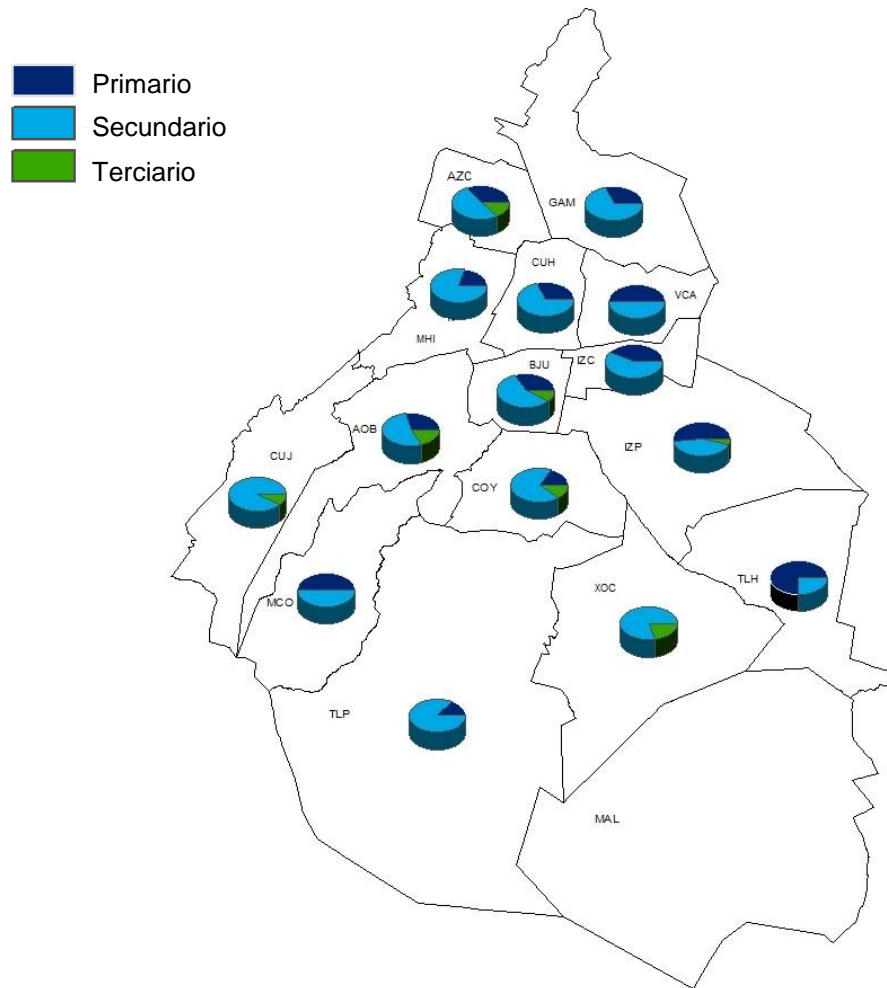 Primario
Secundario
Terciario
AZC
GAM
CUH
VCA
MHI
BJU
IZC
AOB
IZP
CUJ
COY
TLH
XOC
MCO
TLP
MAL